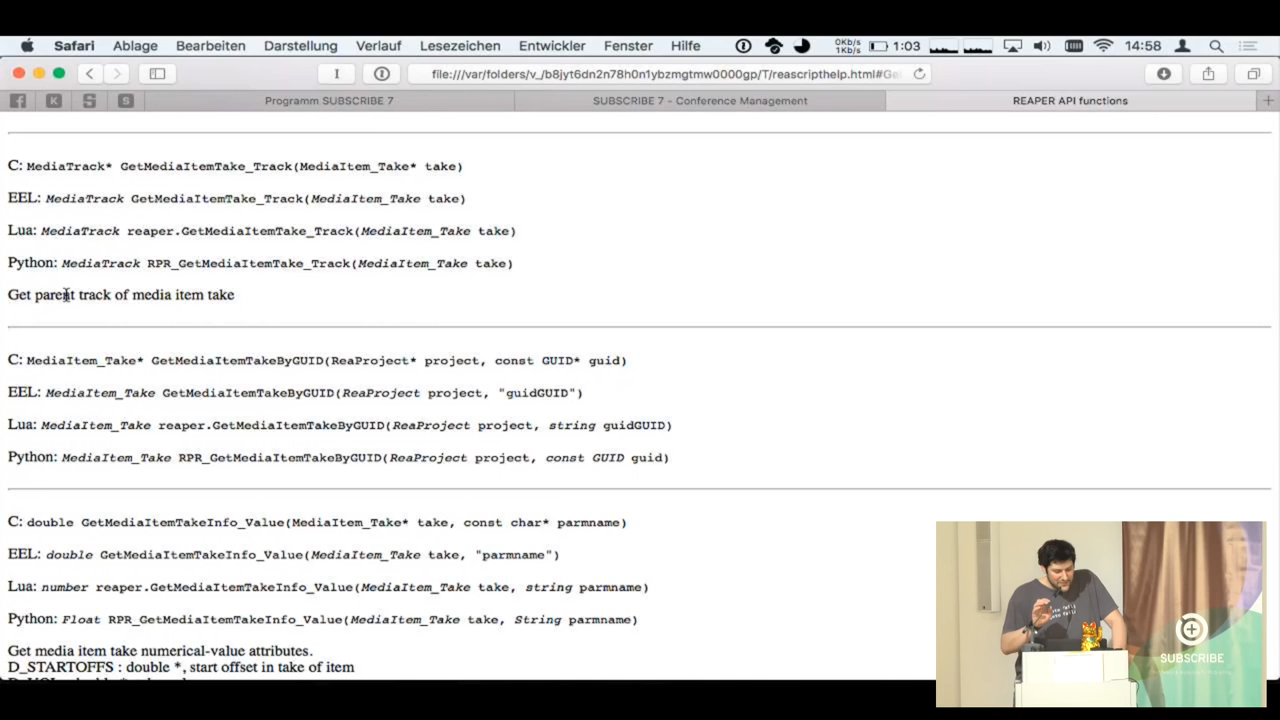 Safari Ablage Bearbeiten Darstellung Verlauf Lesezeichen Entwickler Fenster Hilfe 0Kb/s 1Kb/s 1:03 14:58
file:///var/folders/v_/b8jyt6dn2n78h0n1ybzmgtmw0000gp/T/reascripthelp.html#Ge
Programm SUBSCRIBE 7 SUBSCRIBE 7 - Conference Management REAPER API functions
C: MediaTrack* GetMediaItemTake_Track(MediaItem_Take* take)
EEL: MediaTrack GetMediaItemTake_Track(MediaItem_Take take)
Lua: MediaTrack reaper.GetMediaItemTake_Track(MediaItem_Take take)
Python: MediaTrack RPR_GetMediaItemTake_Track(MediaItem_Take take)
Get parent track of media item take
C: MediaItem_Take* GetMediaItemTakeByGUID(ReaProject* project, const GUID* guid)
EEL: MediaItem_Take GetMediaItemTakeByGUID(ReaProject project, "guidGUID")
Lua: MediaItem_Take reaper.GetMediaItemTakeByGUID(ReaProject project, string guidGUID)
Python: MediaItem_Take RPR_GetMediaItemTakeByGUID(ReaProject project, const GUID guid)
C: double GetMediaItemTakeInfo_Value(MediaItem_Take* take, const char* parmname)
EEL: double GetMediaItemTakeInfo_Value(MediaItem_Take take, "parmname")
Lua: number reaper.GetMediaItemTakeInfo_Value(MediaItem_Take take, string parmname)
Python: Float RPR_GetMediaItemTakeInfo_Value(MediaItem_Take take, String parmname)
Get media item take numerical-value attributes.
D_STARTOFFS : double *, start offset in take of item
SUBSCRIBE